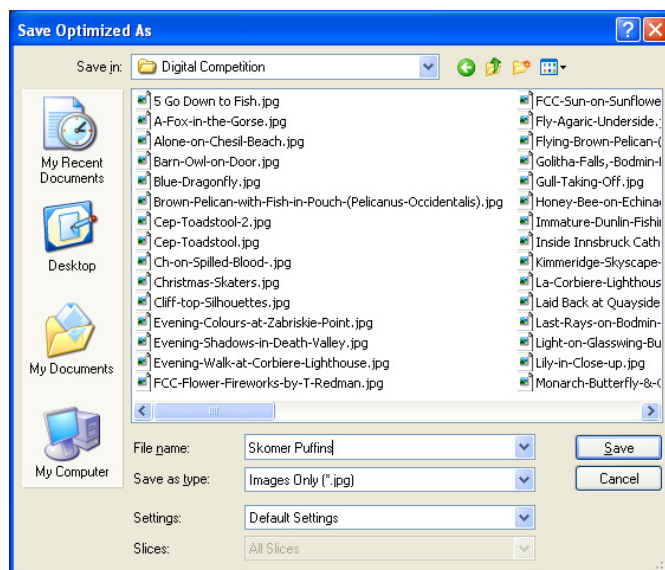 Save Optimized As
Save in: Digital Competition
My Recent Documents
Desktop
My Documents
My Computer
5 Go Down to Fish.jpg
A-Fox-in-the-Gorse.jpg
Alone-on-Chesil-Beach.jpg
Barn-Owl-on-Door.jpg
Blue-Dragonfly.jpg
Brown-Pelican-with-Fish-in-Pouch-(Pelicanus-Occidentalis).jpg
Cep-Toadstool-2.jpg
Cep-Toadstool.jpg
Ch-on-Spilled-Blood-.jpg
Christmas-Skaters.jpg
Cliff-top-Silhouettes.jpg
Evening-Colours-at-Zabriskie-Point.jpg
Evening-Shadows-in-Death-Valley.jpg
Evening-Walk-at-Corbiere-Lighthouse.jpg
FCC-Flower-Fireworks-by-T-Redman.jpg
FCC-Sun-on-Sunflowe
Fly-Agaric-Underside.
Flying-Brown-Pelican-(
Golitha-Falls,-Bodmin-
Gull-Taking-Off.jpg
Honey-Bee-on-Echina
Immature-Dunlin-Fishi
Inside Innsbruck Cath
Kimmeridge-Skyscape-
La-Corbiere-Lighthous
Laid Back at Quayside
Last-Rays-on-Bodmin-
Light-on-Glasswing-Bu
Lily-in-Close-up.jpg
Monarch-Butterfly-&-
File name: Skomer Puffins
Save
Save as type: Images Only (*.jpg)
Cancel
Settings: Default Settings
Slices: All Slices